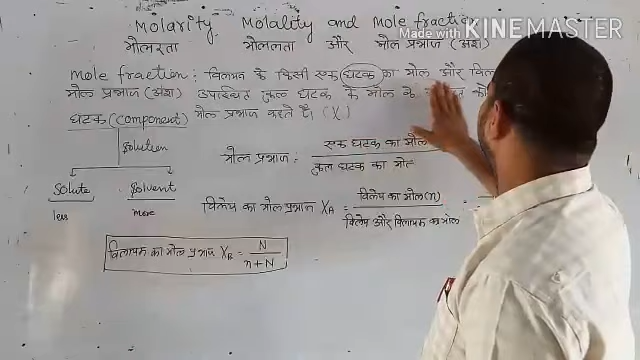 Molarity, Molality and Mole fraction
Made with KINEMASTER
मोलरता मोललता और मोल प्रभाज (अंश)
Mole fraction: विलयन के किसी एक घटक का मोल और
मोल प्रभाज (अंश) उपस्थित कुल घटक के मोल के को
घटक (component) मोल प्रभाज कहते है। (X)
solution
मोल प्रभाज = एक घटक का मोल / कुल घटक का मोल
Solute Solvent
less more
विलेय का मोल प्रभाज X_A = विलेय का मोल (n) / विलेय और विलायक का मोल =
विलायक का मोल प्रभाज X_B = N / n+N